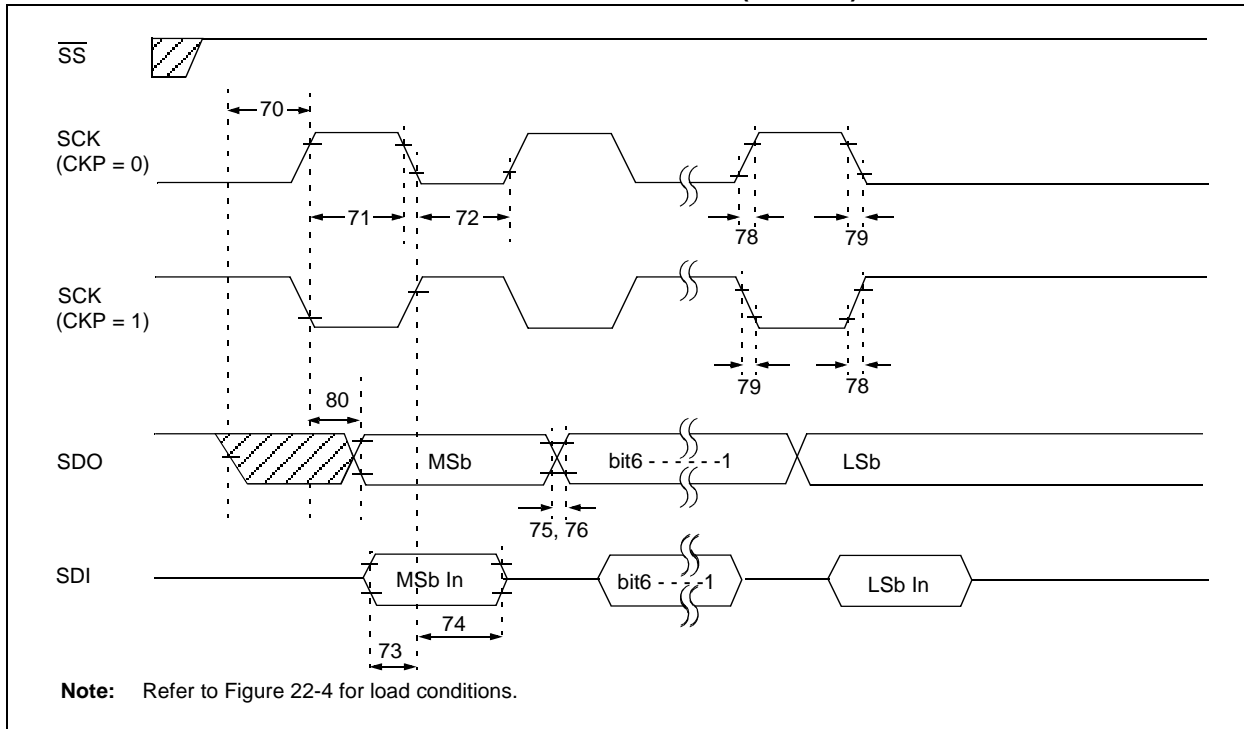 SS
70
SCK
(CKP = 0)
71
72
78
79
SCK
(CKP = 1)
79
78
80
SDO
MSb
bit6 - - - - - -1
LSb
75, 76
SDI
MSb In
bit6 - - - -1
LSb In
74
73
Note: Refer to Figure 22-4 for load conditions.